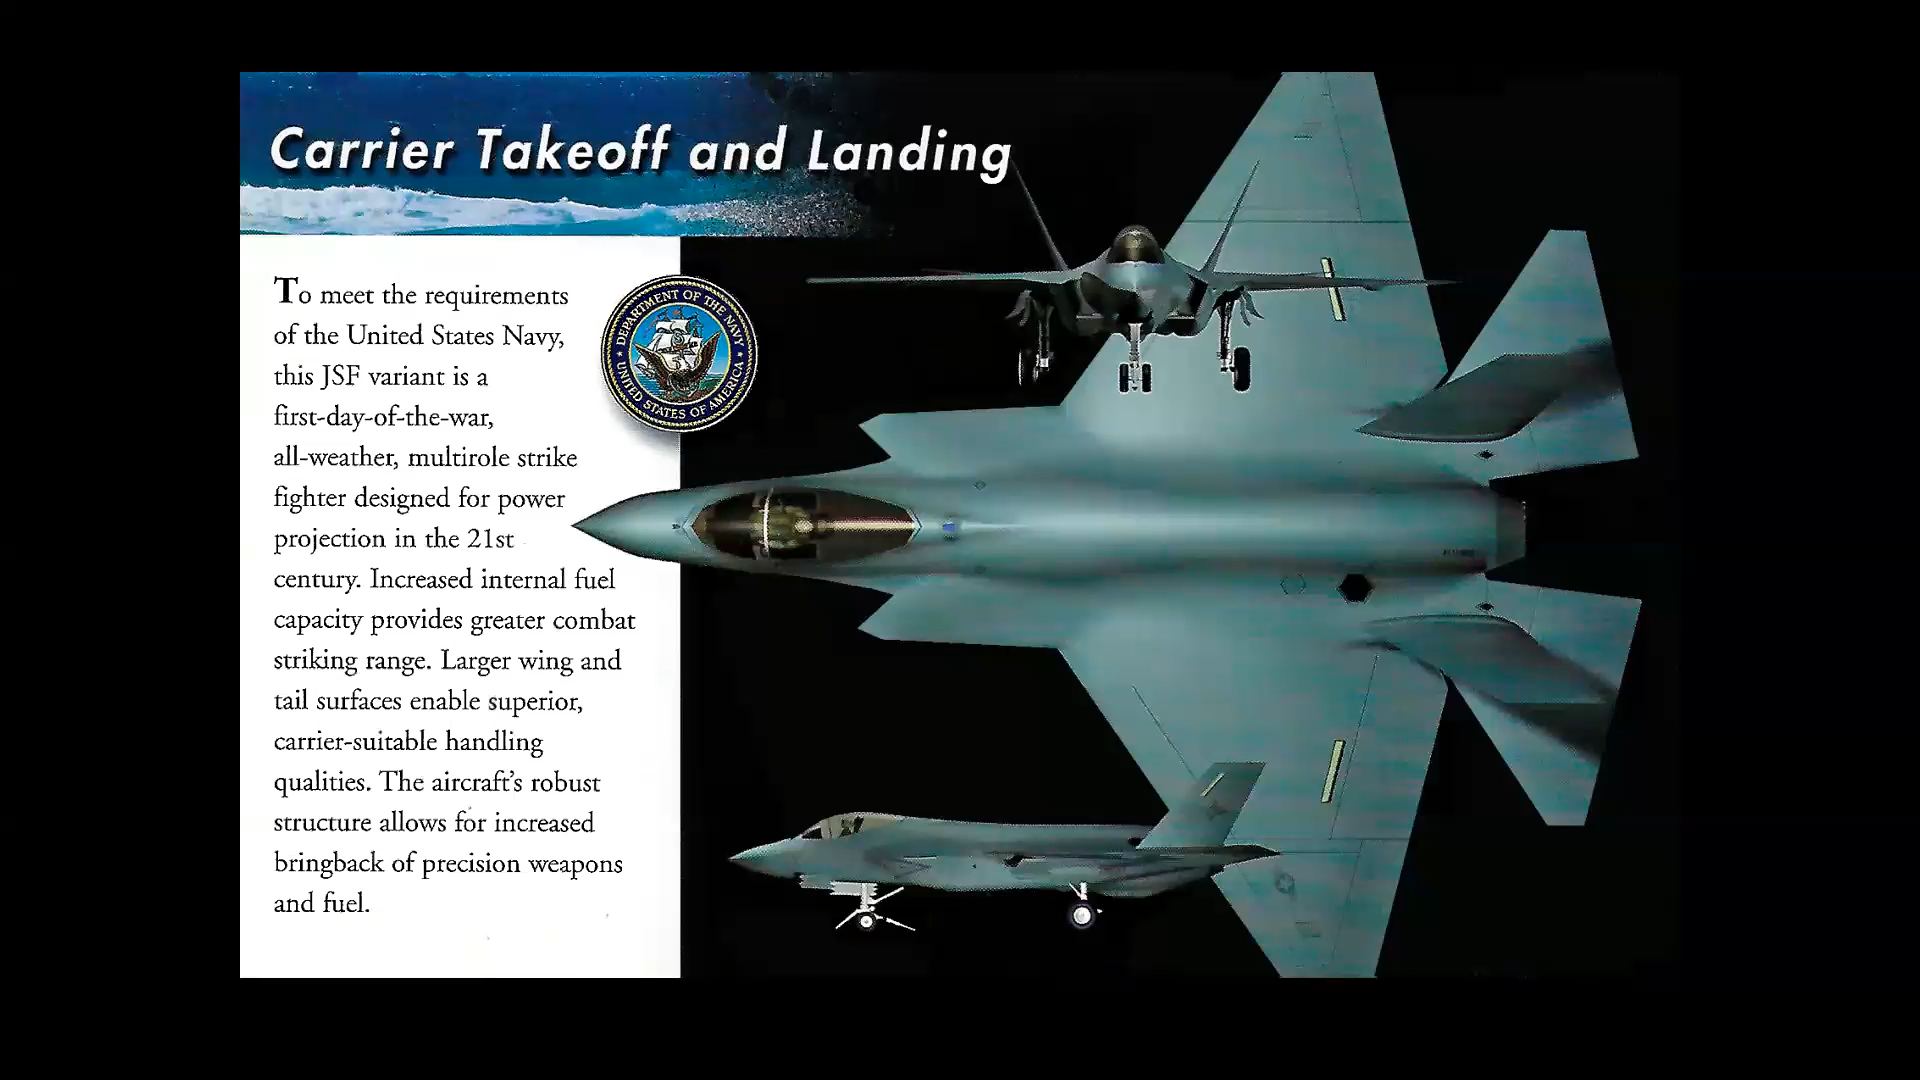 Carrier Takeoff and Landing
To meet the requirements
of the United States Navy,
this JSF variant is a
first-day-of-the-war,
all-weather, multirole strike
fighter designed for power
projection in the 21st
century. Increased internal fuel
capacity provides greater combat
striking range. Larger wing and
tail surfaces enable superior,
carrier-suitable handling
qualities. The aircraft's robust
structure allows for increased
bringback of precision weapons
and fuel.
DEPARTMENT OF THE NAVY
UNITED STATES OF AMERICA